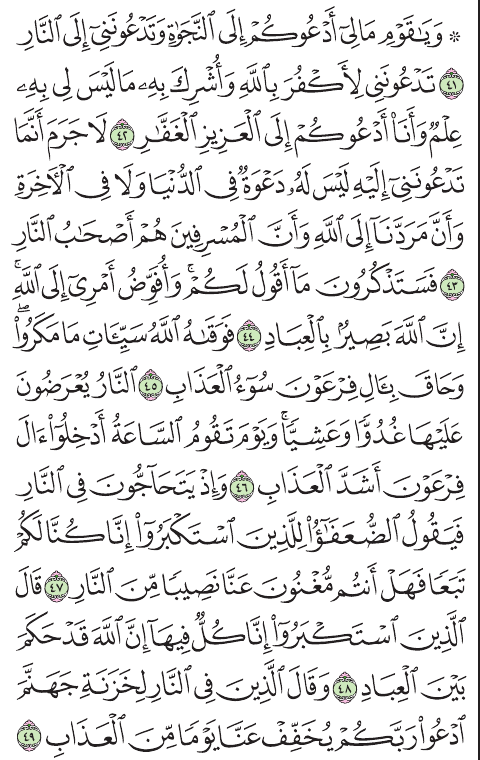 ۞ وَيَٰقَوْمِ مَا لِىٓ أَدْعُوكُمْ إِلَى ٱلنَّجَوٰةِ وَتَدْعُونَنِىٓ إِلَى ٱلنَّارِ
٤١ تَدْعُونَنِى لِأَكْفُرَ بِٱللَّهِ وَأُشْرِكَ بِهِۦ مَا لَيْسَ لِى بِهِۦ
عِلْمٌ وَأَنَا۠ أَدْعُوكُمْ إِلَى ٱلْعَزِيزِ ٱلْغَفَّٰرِ ٤٢ لَا جَرَمَ أَنَّمَا
تَدْعُونَنِىٓ إِلَيْهِ لَيْسَ لَهُۥ دَعْوَةٌ فِى ٱلدُّنْيَا وَلَا فِى ٱلْءَاخِرَةِ
وَأَنَّ مَرَدَّنَآ إِلَى ٱللَّهِ وَأَنَّ ٱلْمُسْرِفِينَ هُمْ أَصْحَٰبُ ٱلنَّارِ
٤٣ فَسَتَذْكُرُونَ مَآ أَقُولُ لَكُمْ ۚ وَأُفَوِّضُ أَمْرِىٓ إِلَى ٱللَّهِ ۚ
إِنَّ ٱللَّهَ بَصِيرٌۢ بِٱلْعِبَادِ ٤٤ فَوَقَىٰهُ ٱللَّهُ سَيِّـَٔاتِ مَا مَكَرُوا۟ ۖ
وَحَاقَ بِـَٔالِ فِرْعَوْنَ سُوٓءُ ٱلْعَذَابِ ٤٥ ٱلنَّارُ يُعْرَضُونَ
عَلَيْهَا غُدُوًّا وَعَشِيًّا ۚ وَيَوْمَ تَقُومُ ٱلسَّاعَةُ أَدْخِلُوٓا۟ ءَالَ
فِرْعَوْنَ أَشَدَّ ٱلْعَذَابِ ٤٦ وَإِذْ يَتَحَآجُّونَ فِى ٱلنَّارِ
فَيَقُولُ ٱلضُّعَفَٰٓؤُا۟ لِلَّذِينَ ٱسْتَكْبَرُوٓا۟ إِنَّا كُنَّا لَكُمْ
تَبَعًا فَهَلْ أَنتُم مُّغْنُونَ عَنَّا نَصِيبًا مِّنَ ٱلنَّارِ ٤٧ قَالَ
ٱلَّذِينَ ٱسْتَكْبَرُوٓا۟ إِنَّا كُلٌّ فِيهَآ إِنَّ ٱللَّهَ قَدْ حَكَمَ
بَيْنَ ٱلْعِبَادِ ٤٨ وَقَالَ ٱلَّذِينَ فِى ٱلنَّارِ لِخَزَنَةِ جَهَنَّمَ
ٱدْعُوا۟ رَبَّكُمْ يُخَفِّفْ عَنَّا يَوْمًا مِّنَ ٱلْعَذَابِ ٤٩